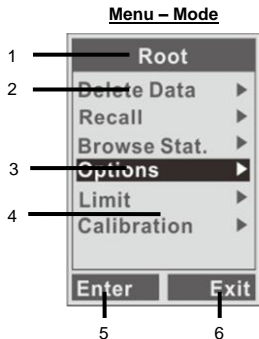 Menu – Mode
1
Root
2
Delete Data
Recall
Browse Stat.
3
Options
4
Limit
Calibration
Enter
Exit
5
6